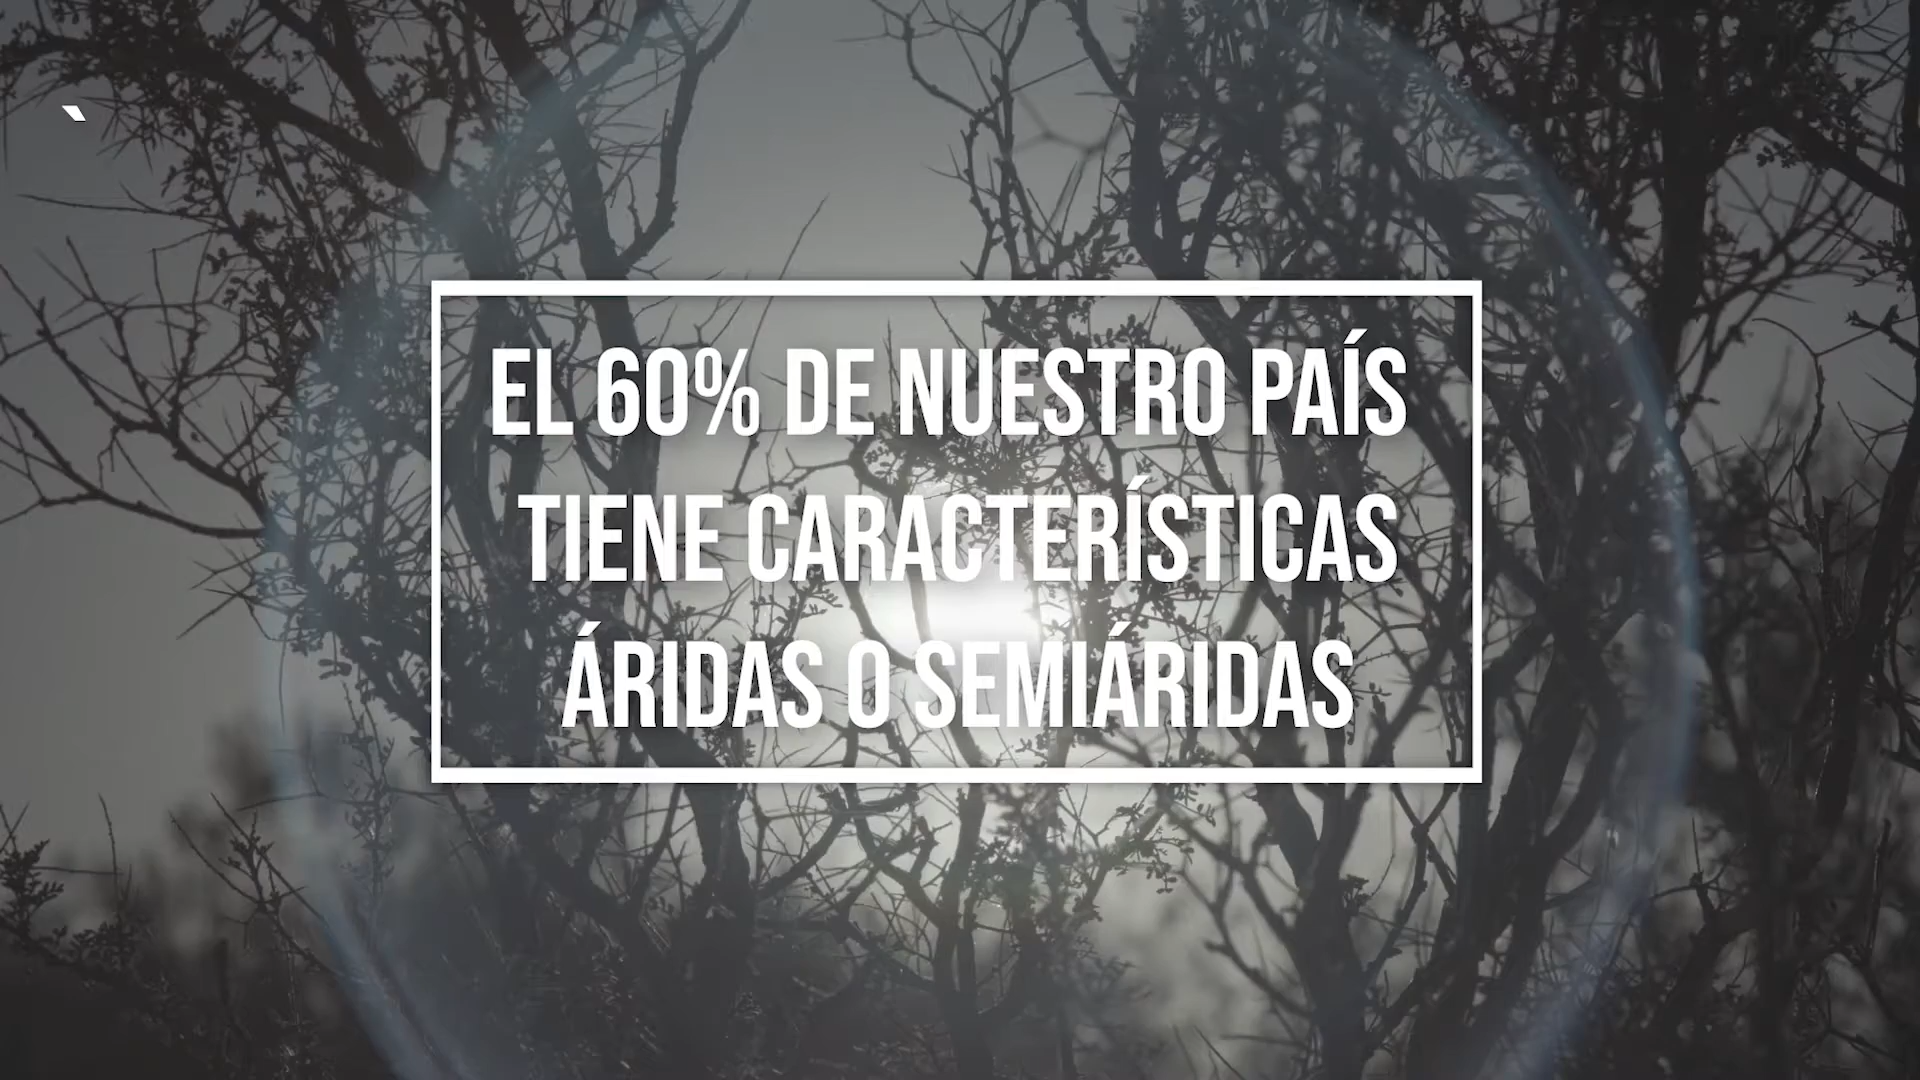 EL 60% DE NUESTRO PAÍS
TIENE CARACTERÍSTICAS
ÁRIDAS O SEMIÁRIDAS